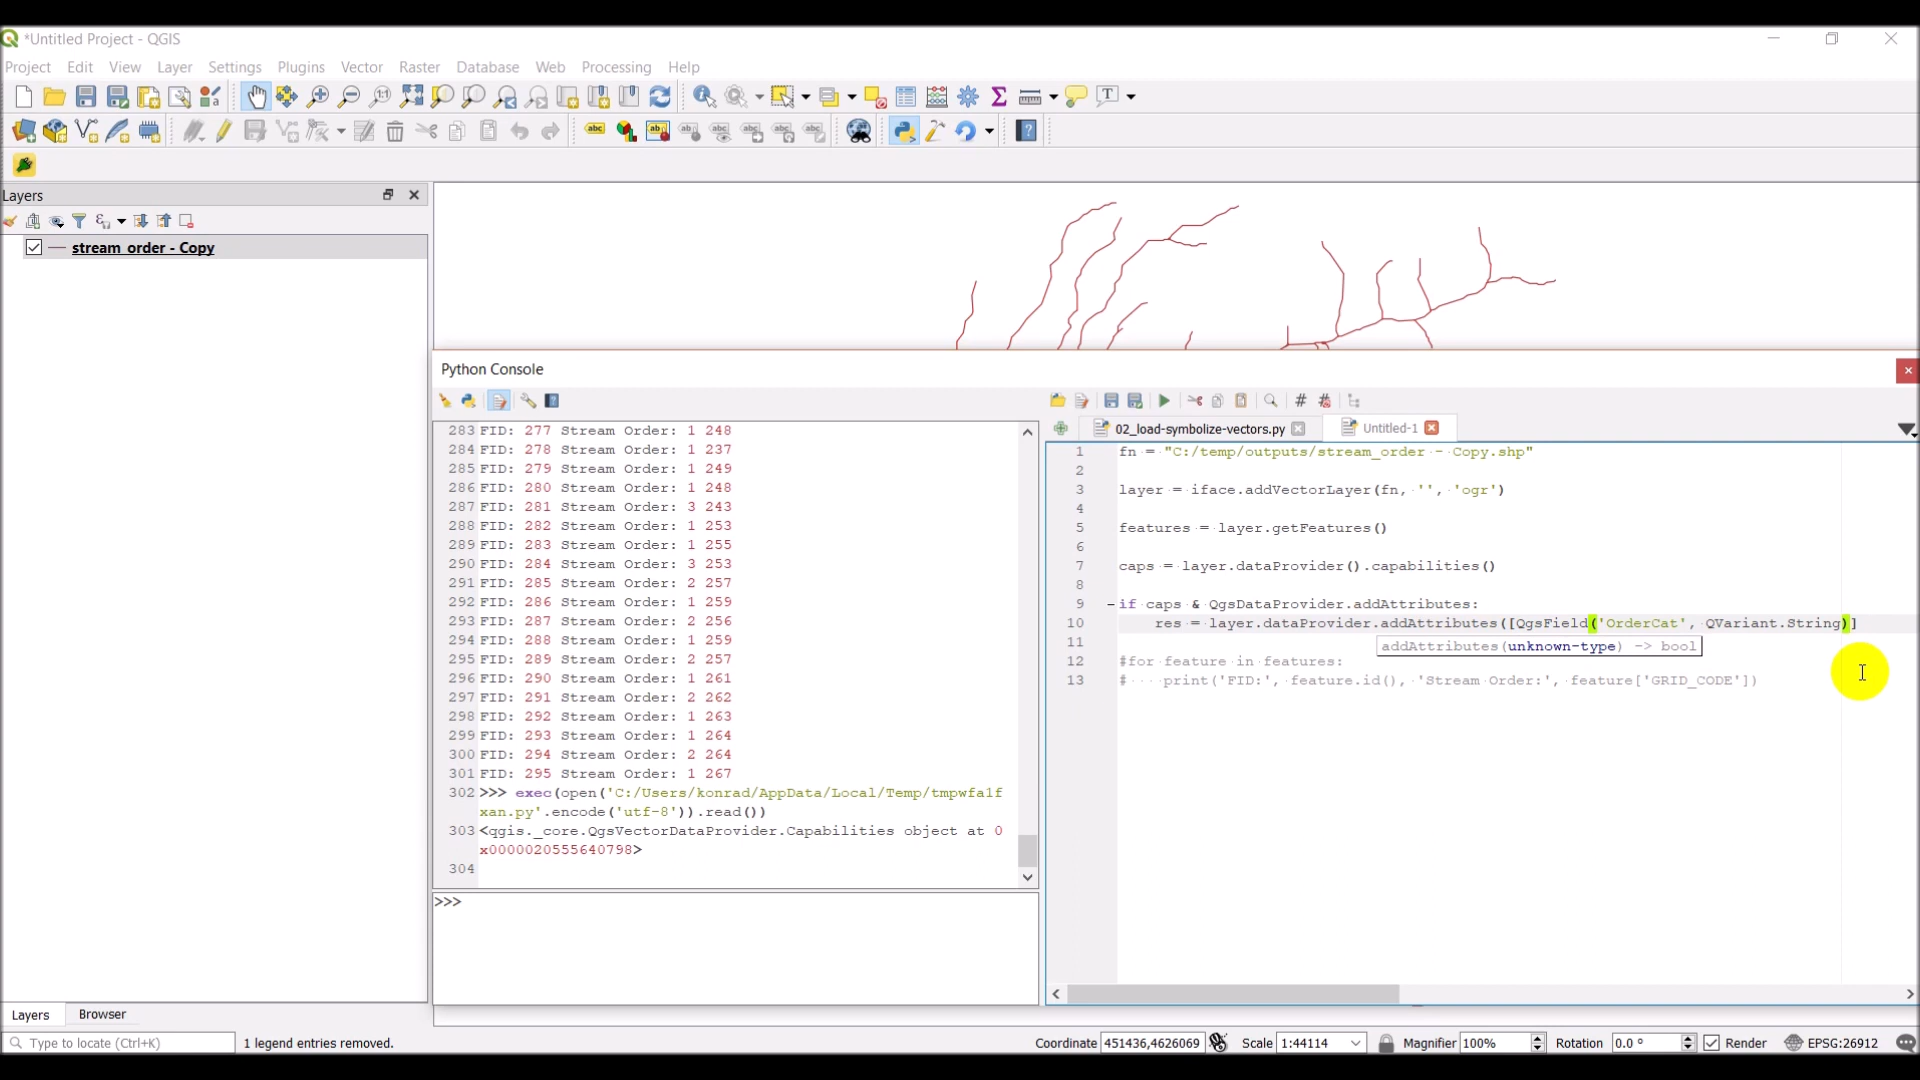 *Untitled Project - QGIS
Project Edit View Layer Settings Plugins Vector Raster Database Web Processing Help
Layers
stream_order - Copy
Python Console
283 FID: 277 Stream Order: 1 248
284 FID: 278 Stream Order: 1 237
285 FID: 279 Stream Order: 1 249
286 FID: 280 Stream Order: 1 248
287 FID: 281 Stream Order: 3 243
288 FID: 282 Stream Order: 1 253
289 FID: 283 Stream Order: 1 255
290 FID: 284 Stream Order: 3 253
291 FID: 285 Stream Order: 2 257
292 FID: 286 Stream Order: 1 259
293 FID: 287 Stream Order: 2 256
294 FID: 288 Stream Order: 1 259
295 FID: 289 Stream Order: 2 257
296 FID: 290 Stream Order: 1 261
297 FID: 291 Stream Order: 2 262
298 FID: 292 Stream Order: 1 263
299 FID: 293 Stream Order: 1 264
300 FID: 294 Stream Order: 2 264
301 FID: 295 Stream Order: 1 267
302 >>> exec(open('C:/Users/konrad/AppData/Local/Temp/tmpwfa1f
xan.py'.encode('utf-8')).read())
303 <qgis._core.QgsVectorDataProvider.Capabilities object at 0
x0000020555640798>
304
>>>
02_load-symbolize-vectors.py
Untitled-1
1 fn = "C:/temp/outputs/stream_order - Copy.shp"
2
3 layer = iface.addVectorLayer(fn, '', 'ogr')
4
5 features = layer.getFeatures()
6
7 caps = layer.dataProvider().capabilities()
8
9 if caps & QgsDataProvider.addAttributes:
10 res = layer.dataProvider.addAttributes([QgsField('OrderCat', QVariant.String)]
addAttributes(unknown-type) -> bool
11
12 #for feature in features:
13 # print('FID:', feature.id(), 'Stream Order:', feature['GRID_CODE'])
Layers Browser
Type to locate (Ctrl+K) 1 legend entries removed. Coordinate 451436,4626069 Scale 1:44114 Magnifier 100% Rotation 0.0 ° Render EPSG:26912